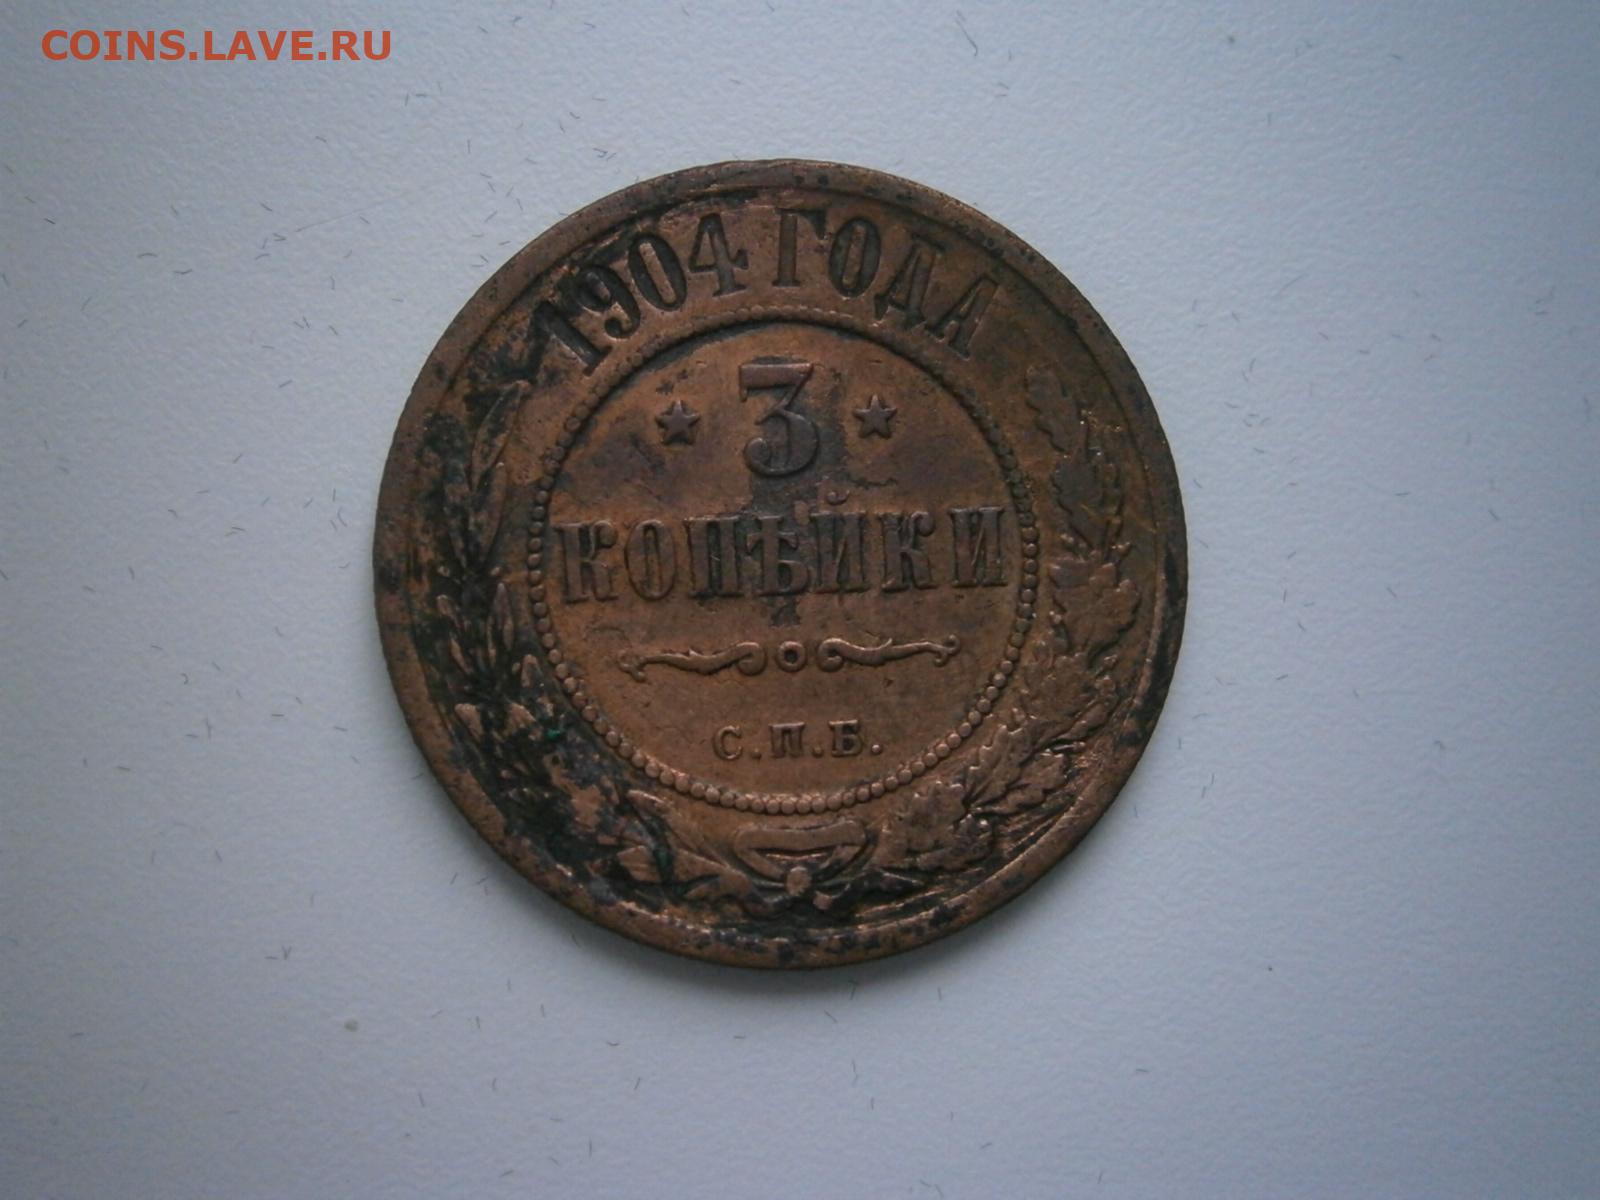 COINS.LAVE.RU
1904 ГОДА
3
КОПѢЙКИ
С.П.Б.